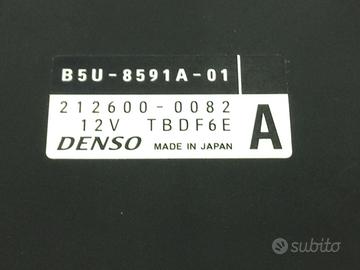 B5U-8591A-01
212600-0082
12V TBDF6E
DENSO MADE IN JAPAN
A
subito